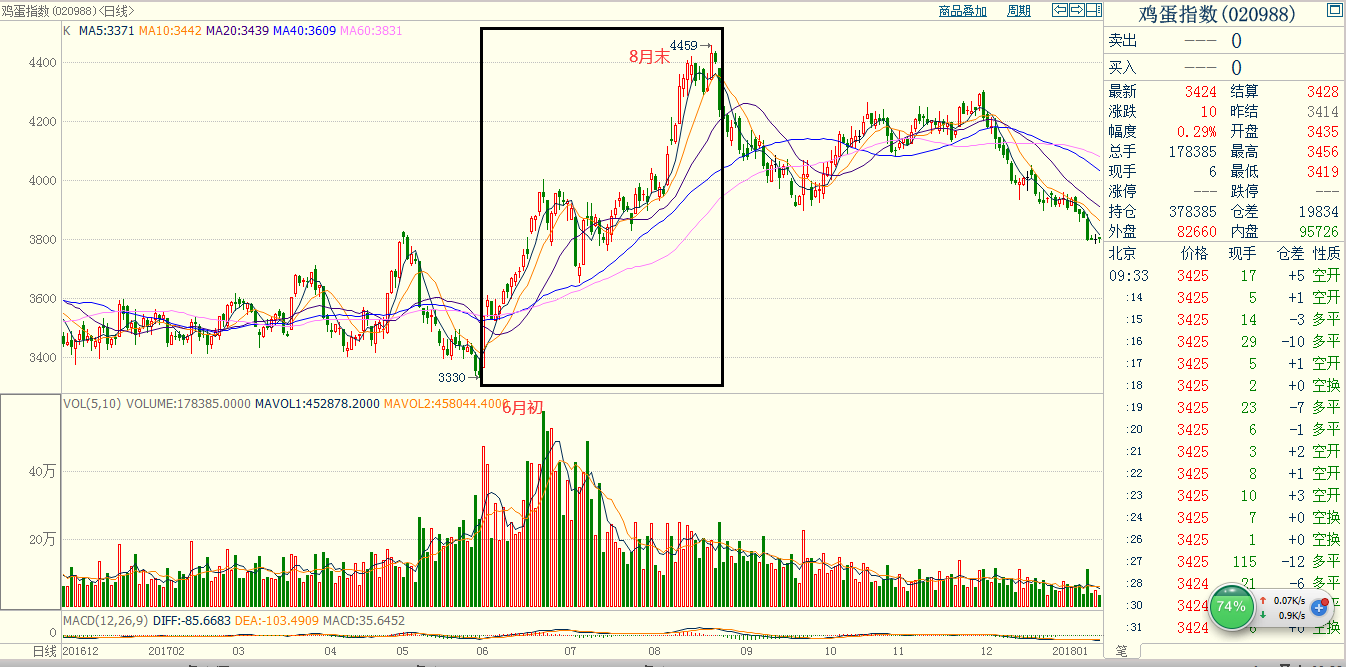 鸡蛋指数(020988)<日线>
商品叠加 周期
K MA5:3371 MA10:3442 MA20:3439 MA40:3609 MA60:3831
8月末
4459
4400
4200
4000
3800
3600
3400
3330
VOL(5,10) VOLUME:178385.0000 MAVOL1:452878.2000 MAVOL2:458044.4000
6月初
40万
20万
MACD(12,26,9) DIFF:-85.6683 DEA:-103.4909 MACD:35.6452
0
日线 201612 201702 03 04 05 06 07 08 09 10 11 12 201801
鸡蛋指数(020988)
卖出 --- 0
买入 --- 0
最新 3424 结算 3428
涨跌 10 昨结 3414
幅度 0.29% 开盘 3435
总手 178385 最高 3456
现手 6 最低 3419
涨停 --- 跌停 ---
持仓 378385 仓差 19834
外盘 82660 内盘 95726
北京 价格 现手 仓差 性质
09:33 3425 17 +5 空开
:14 3425 5 +1 空开
:15 3425 14 -3 多平
:16 3425 29 -10 多平
:17 3425 5 +1 空开
:18 3425 2 +0 空换
:19 3425 23 -7 多平
:20 3425 6 -1 多平
:21 3425 3 +2 空开
:22 3425 8 +1 空开
:23 3425 10 +3 空开
:24 3425 7 +0 空换
:26 3425 1 +0 空换
:27 3425 115 -12 多平
:28 3424 21 -6 多平
:30 3424
:31 3424 6 +0 空换
74%
0.07K/s
0.9K/s
笔